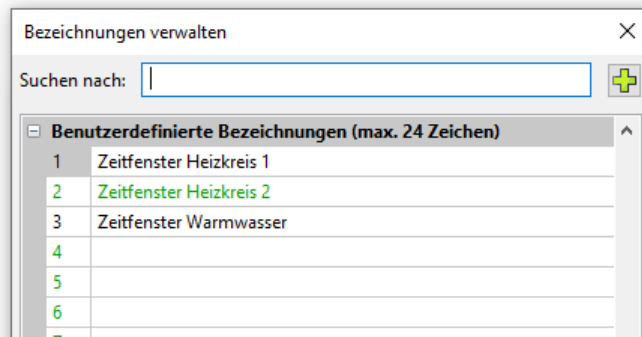 Bezeichnungen verwalten
Suchen nach:
Benutzerdefinierte Bezeichnungen (max. 24 Zeichen)
1 Zeitfenster Heizkreis 1
2 Zeitfenster Heizkreis 2
3 Zeitfenster Warmwasser
4
5
6